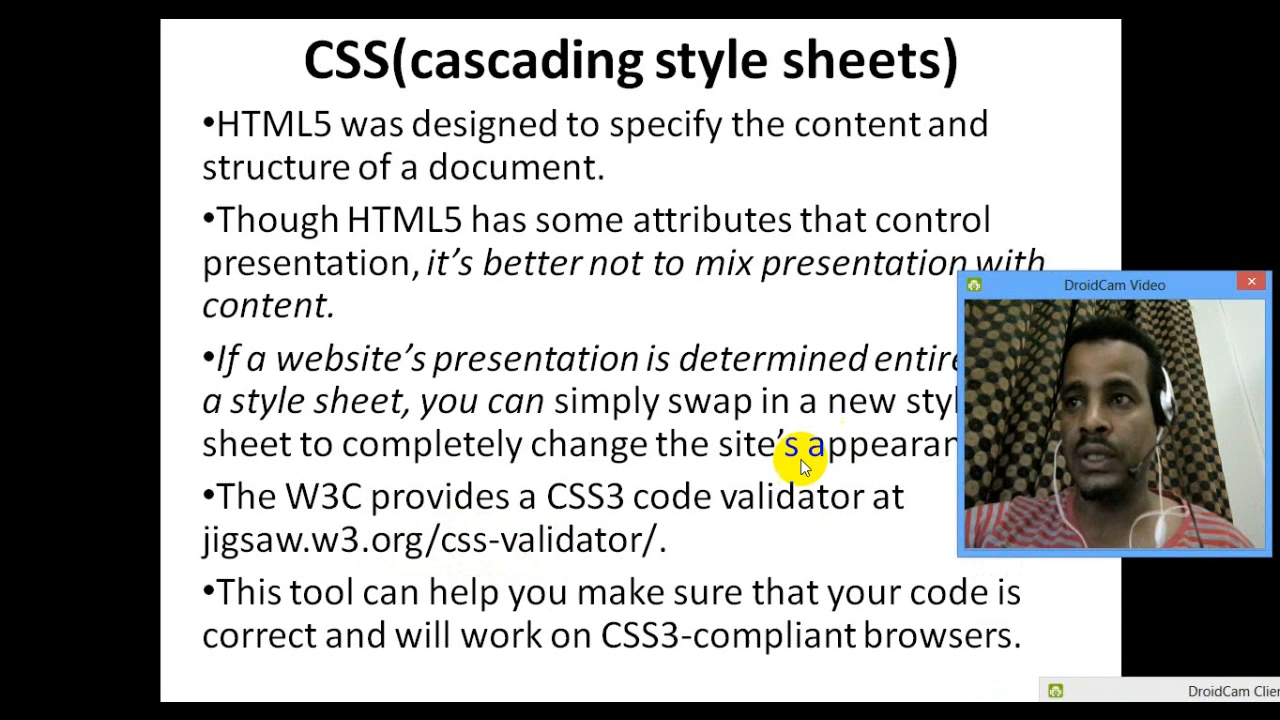 CSS(cascading style sheets)
•HTML5 was designed to specify the content and
structure of a document.
•Though HTML5 has some attributes that control
presentation, it’s better not to mix presentation with
content.
•If a website’s presentation is determined
a style sheet, you can simply swap in a new
sheet to completely change the site’s
•The W3C provides a CSS3 code validator at
jigsaw.w3.org/css-validator/.
•This tool can help you make sure that your code is
correct and will work on CSS3-compliant browsers.
DroidCam Video
DroidCam